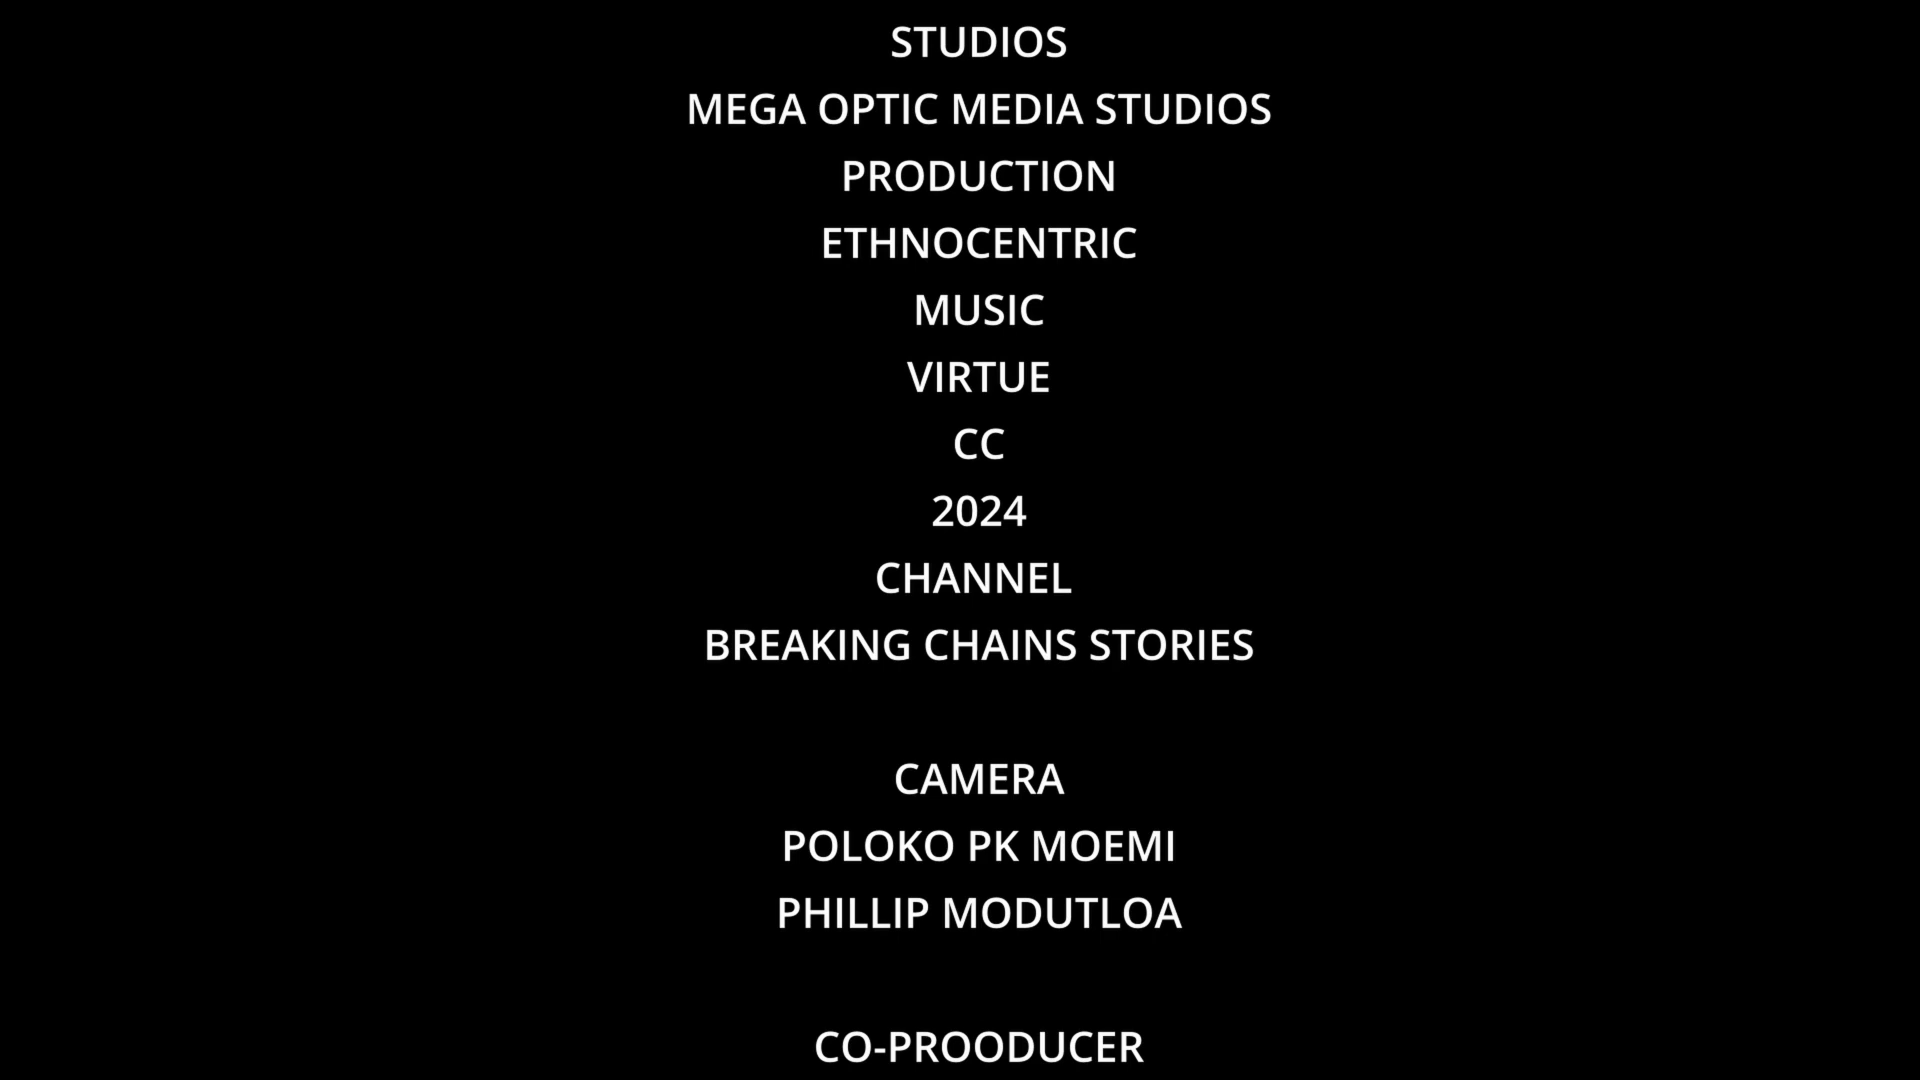 STUDIOS
MEGA OPTIC MEDIA STUDIOS
PRODUCTION
ETHNOCENTRIC
MUSIC
VIRTUE
CC
2024
CHANNEL
BREAKING CHAINS STORIES
CAMERA
POLOKO PK MOEMI
PHILLIP MODUTLOA
CO-PROODUCER